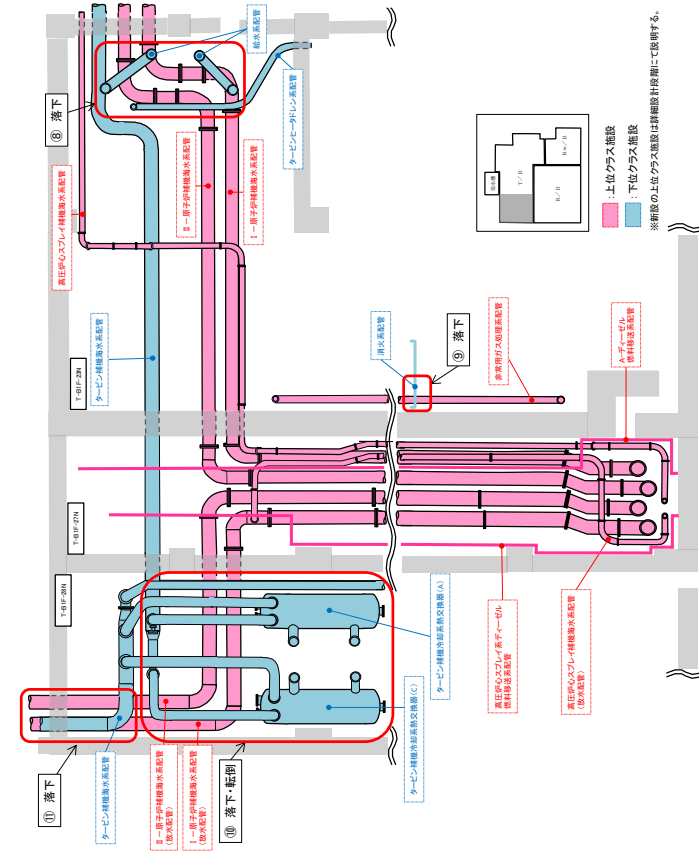 ⑧ 落下
高圧炉心スプレイ補機海水系配管
タービン補機海水系配管
T-B1F-23N
T-B1F-27N
T-B1F-28N
給水系配管
タービンヒータドレン系配管
Ⅱ－原子炉補機海水系配管
Ⅰ－原子炉補機海水系配管
取水槽
T／B
R／B
Rw／B
：上位クラス施設
：下位クラス施設
※新設の上位クラス施設は詳細設計段階にて説明する。
消火系配管
⑨ 落下
非常用ガス処理系配管
A-ディーゼル
燃料移送系配管
⑪ 落下
タービン補機海水系配管
Ⅱ－原子炉補機海水系配管
（放水配管）
Ⅰ－原子炉補機海水系配管
（放水配管）
⑩ 落下・転倒
タービン補機冷却系熱交換器(A)
タービン補機冷却系熱交換器(C)
高圧炉心スプレイ系ディーゼル
燃料移送系配管
高圧炉心スプレイ補機海水系配管
（放水配管）